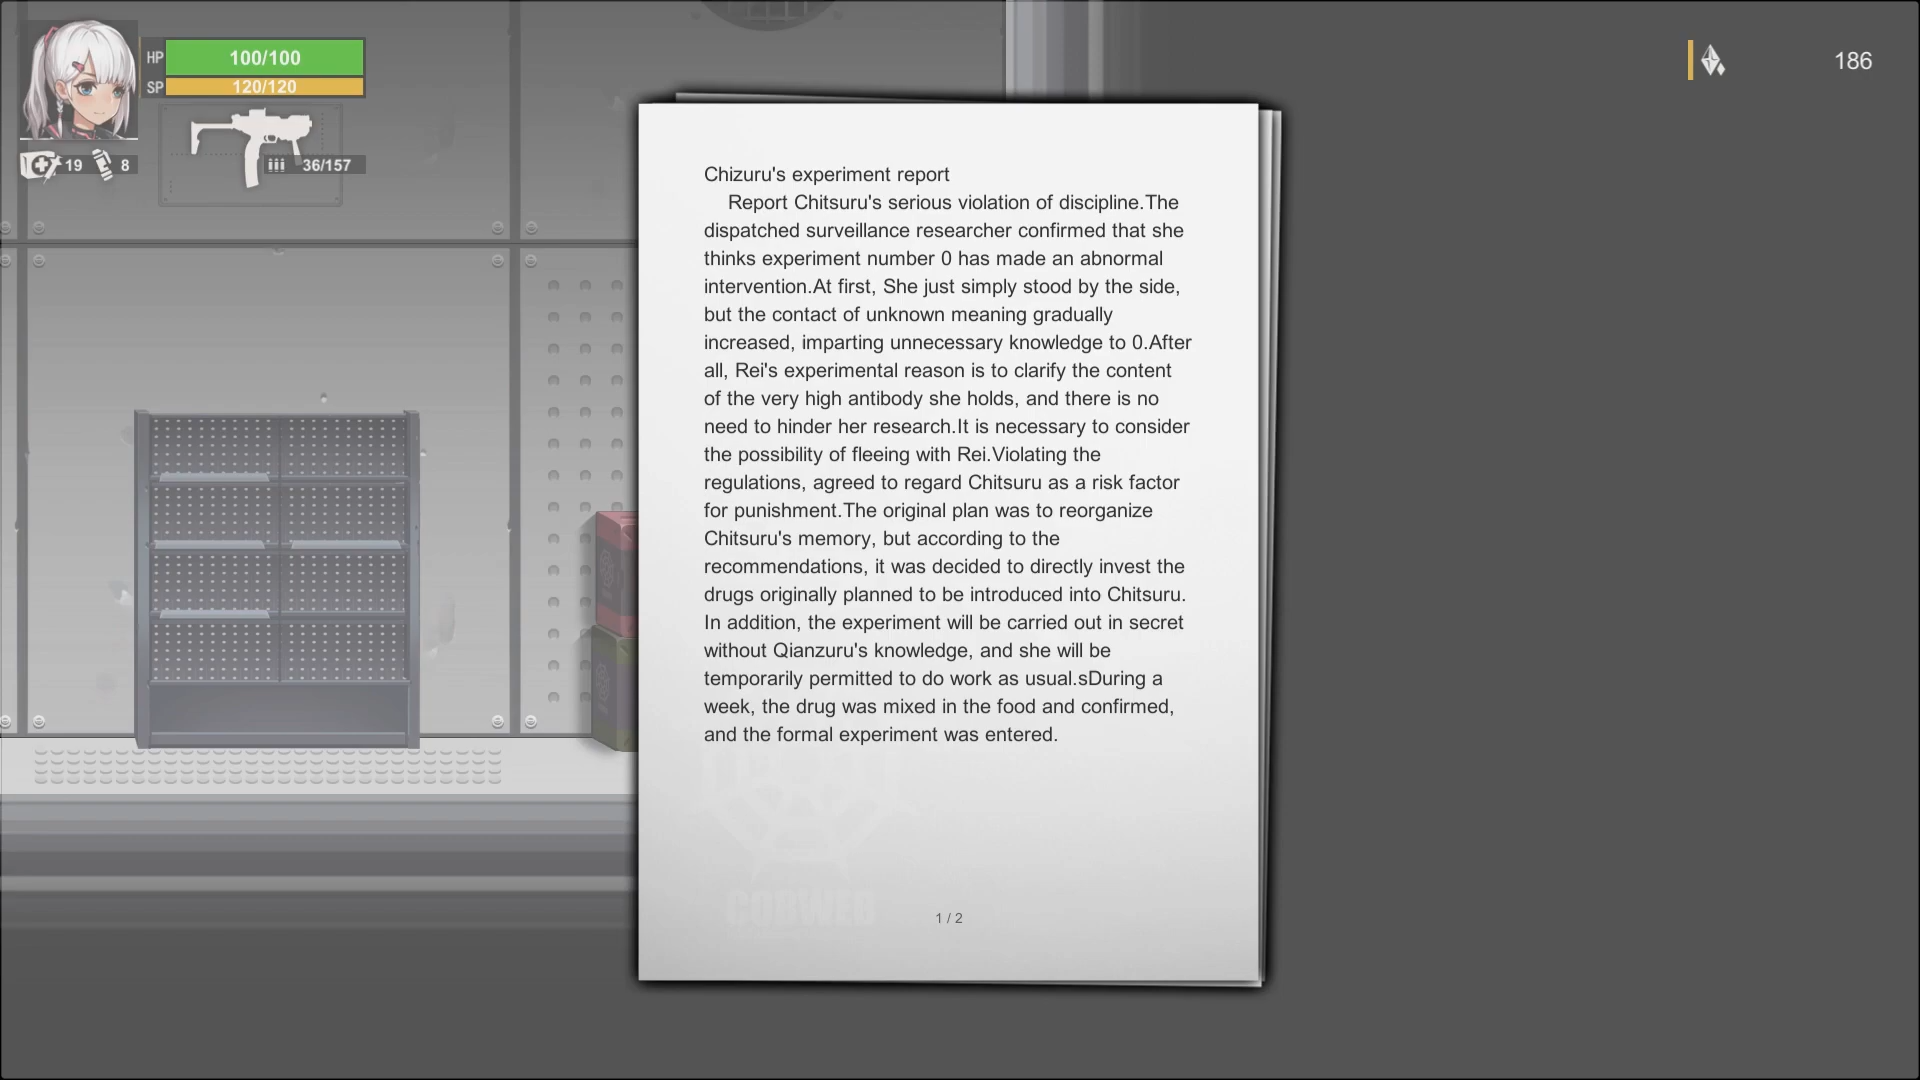 HP 100/100
SP 120/120
19 8
36/157
186
Chizuru's experiment report
Report Chitsuru's serious violation of discipline.The
dispatched surveillance researcher confirmed that she
thinks experiment number 0 has made an abnormal
intervention.At first, She just simply stood by the side,
but the contact of unknown meaning gradually
increased, imparting unnecessary knowledge to 0.After
all, Rei's experimental reason is to clarify the content
of the very high antibody she holds, and there is no
need to hinder her research.It is necessary to consider
the possibility of fleeing with Rei.Violating the
regulations, agreed to regard Chitsuru as a risk factor
for punishment.The original plan was to reorganize
Chitsuru's memory, but according to the
recommendations, it was decided to directly invest the
drugs originally planned to be introduced into Chitsuru.
In addition, the experiment will be carried out in secret
without Qianzuru's knowledge, and she will be
temporarily permitted to do work as usual.sDuring a
week, the drug was mixed in the food and confirmed,
and the formal experiment was entered.
COBWEB
1 / 2